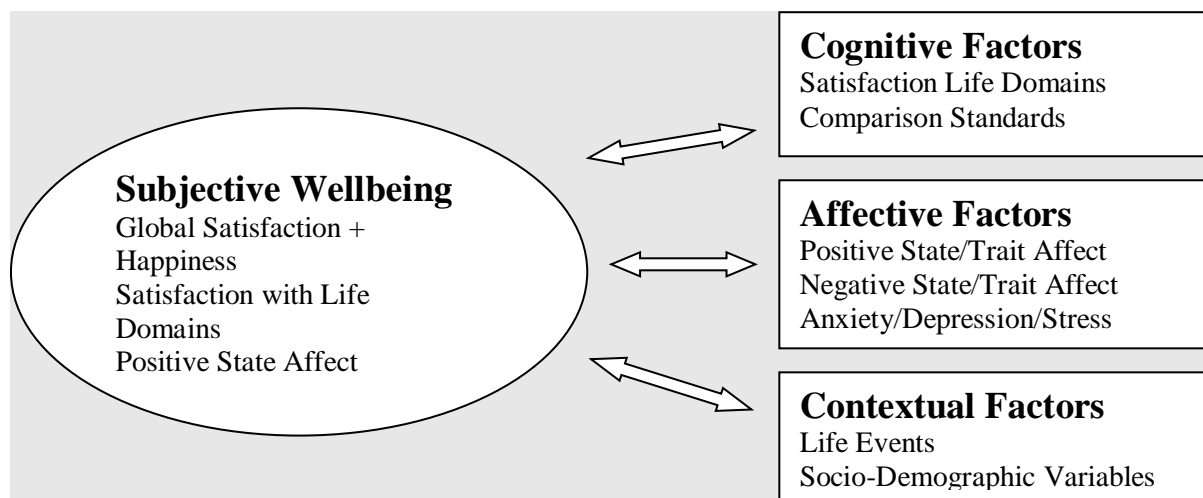 Subjective Wellbeing
Global Satisfaction +
Happiness
Satisfaction with Life
Domains
Positive State Affect
Cognitive Factors
Satisfaction Life Domains
Comparison Standards
Affective Factors
Positive State/Trait Affect
Negative State/Trait Affect
Anxiety/Depression/Stress
Contextual Factors
Life Events
Socio-Demographic Variables